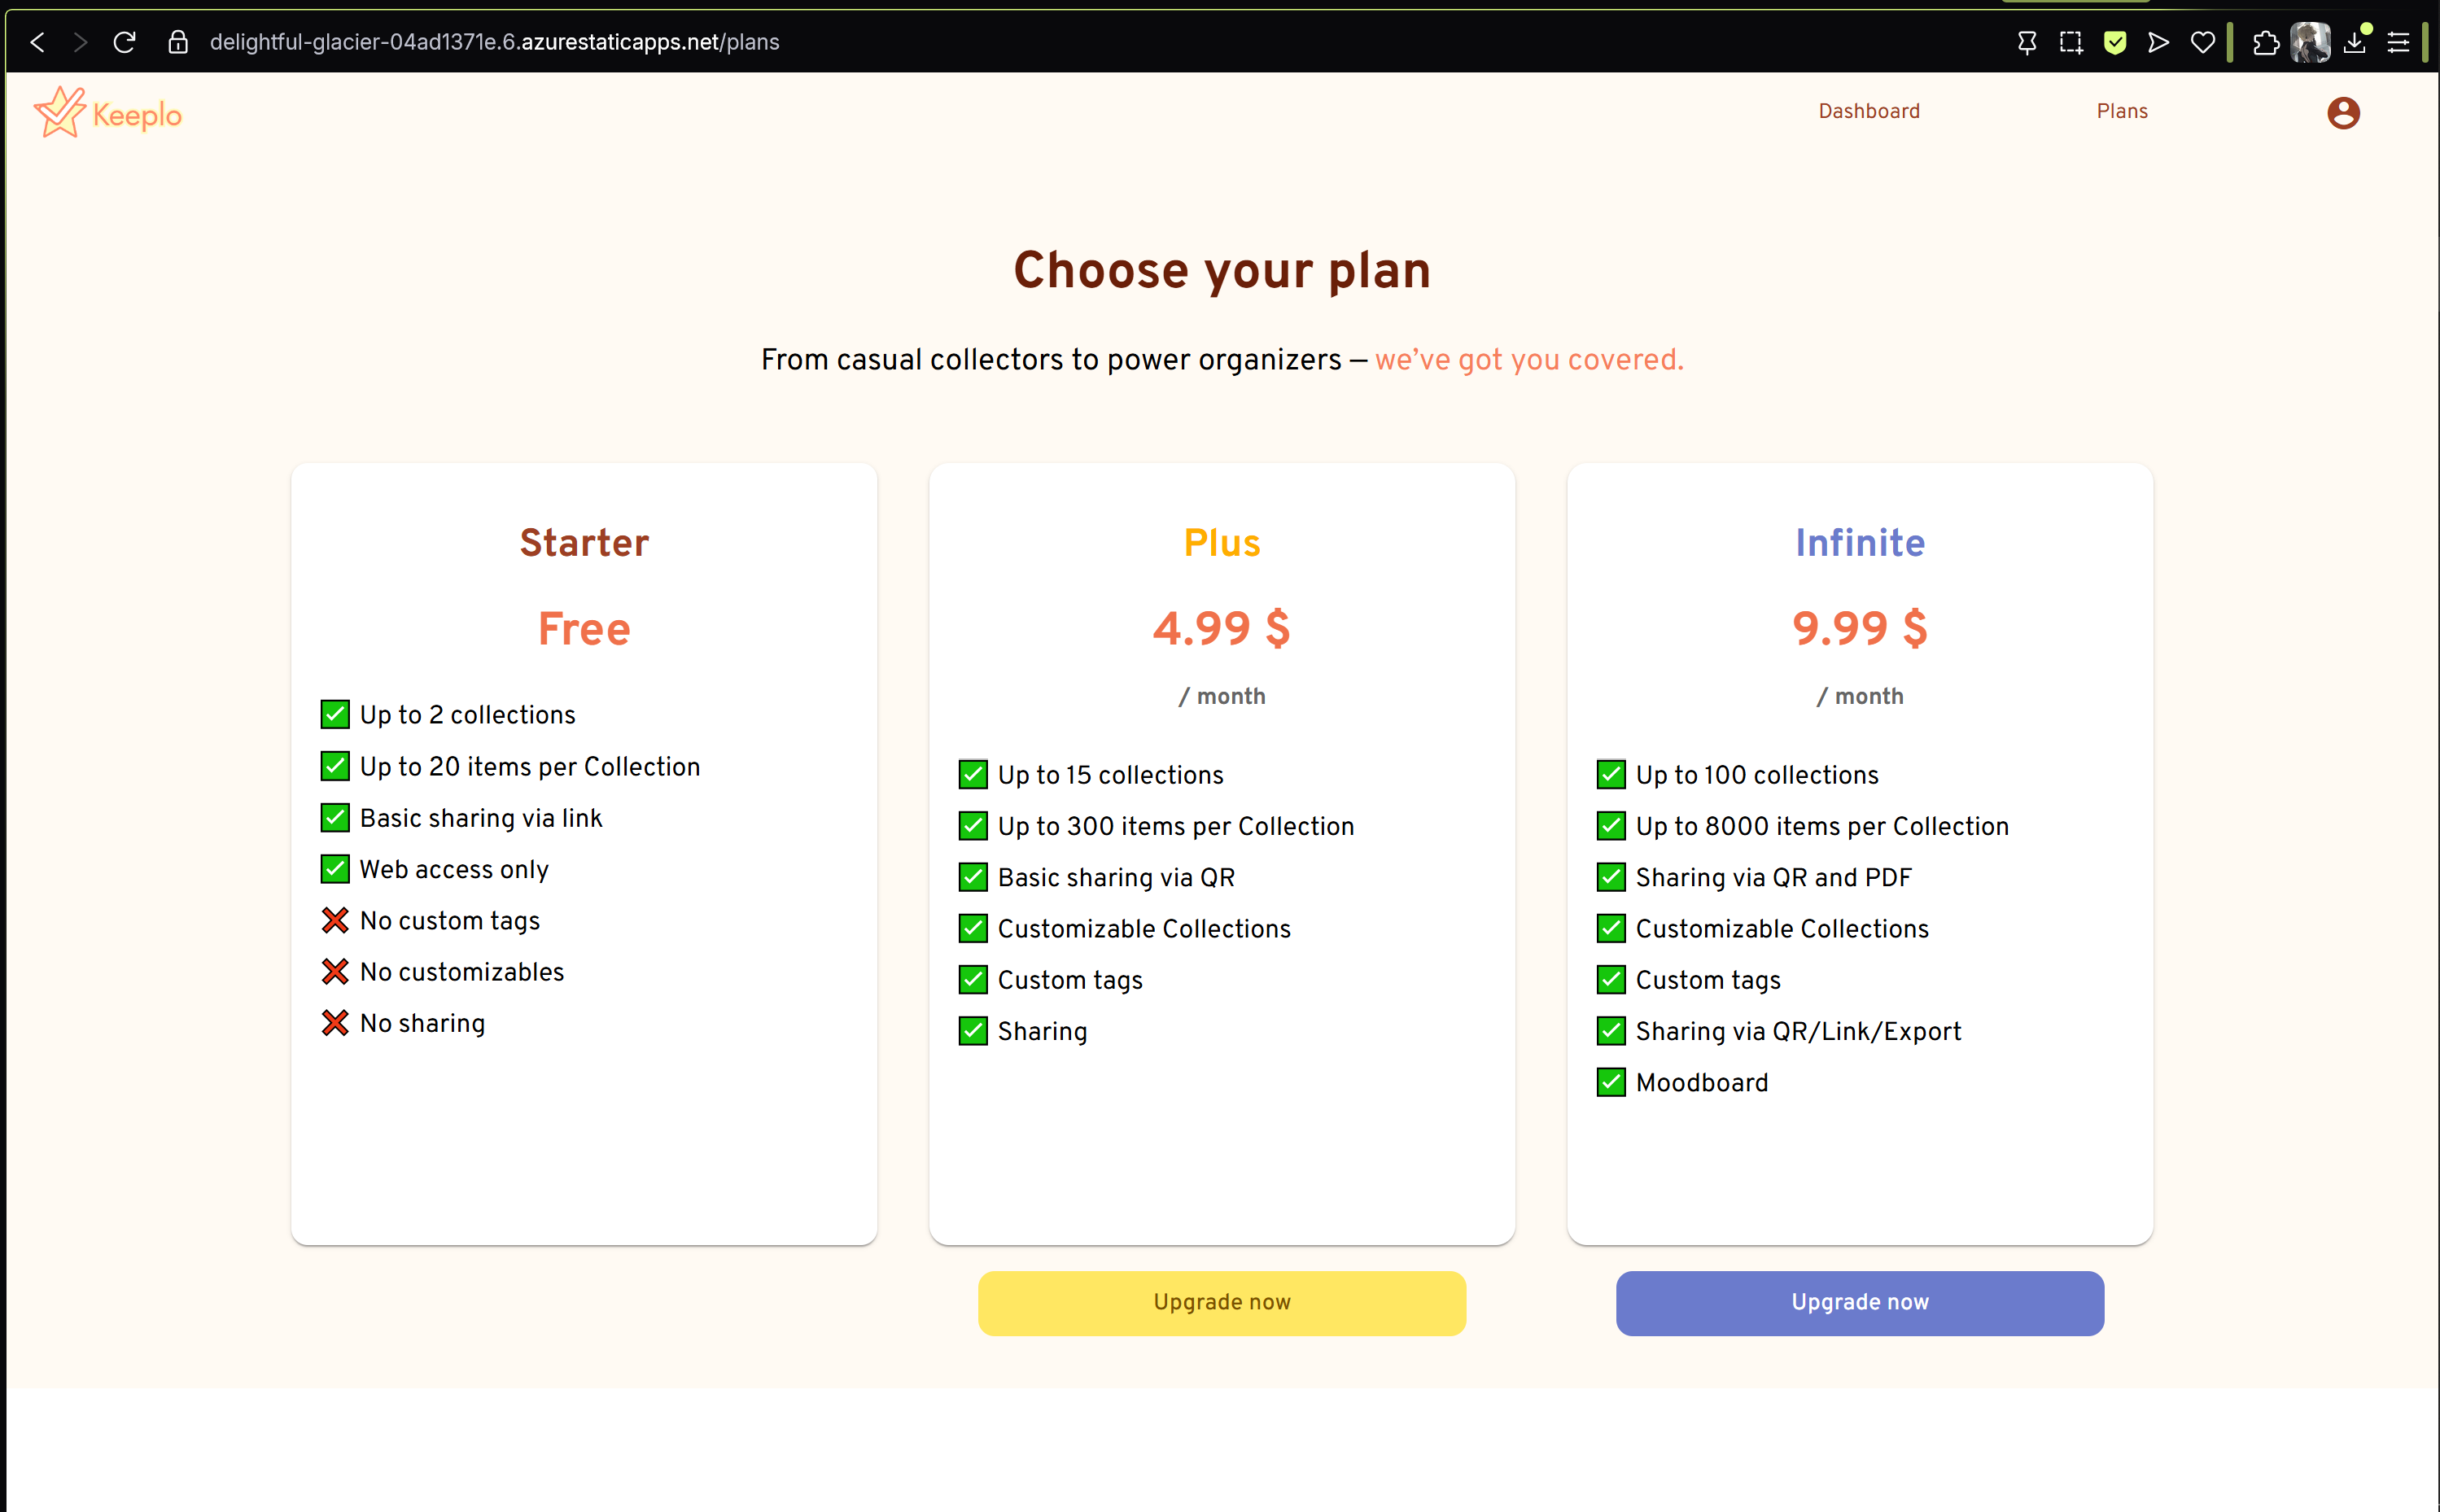 delightful-glacier-04ad1371e.6.azurestaticapps.net/plans
Keeplo
Dashboard
Plans
Choose your plan
From casual collectors to power organizers — we’ve got you covered.
Starter
Free
Up to 2 collections
Up to 20 items per Collection
Basic sharing via link
Web access only
No custom tags
No customizables
No sharing
Plus
4.99 $
/ month
Up to 15 collections
Up to 300 items per Collection
Basic sharing via QR
Customizable Collections
Custom tags
Sharing
Upgrade now
Infinite
9.99 $
/ month
Up to 100 collections
Up to 8000 items per Collection
Sharing via QR and PDF
Customizable Collections
Custom tags
Sharing via QR/Link/Export
Moodboard
Upgrade now